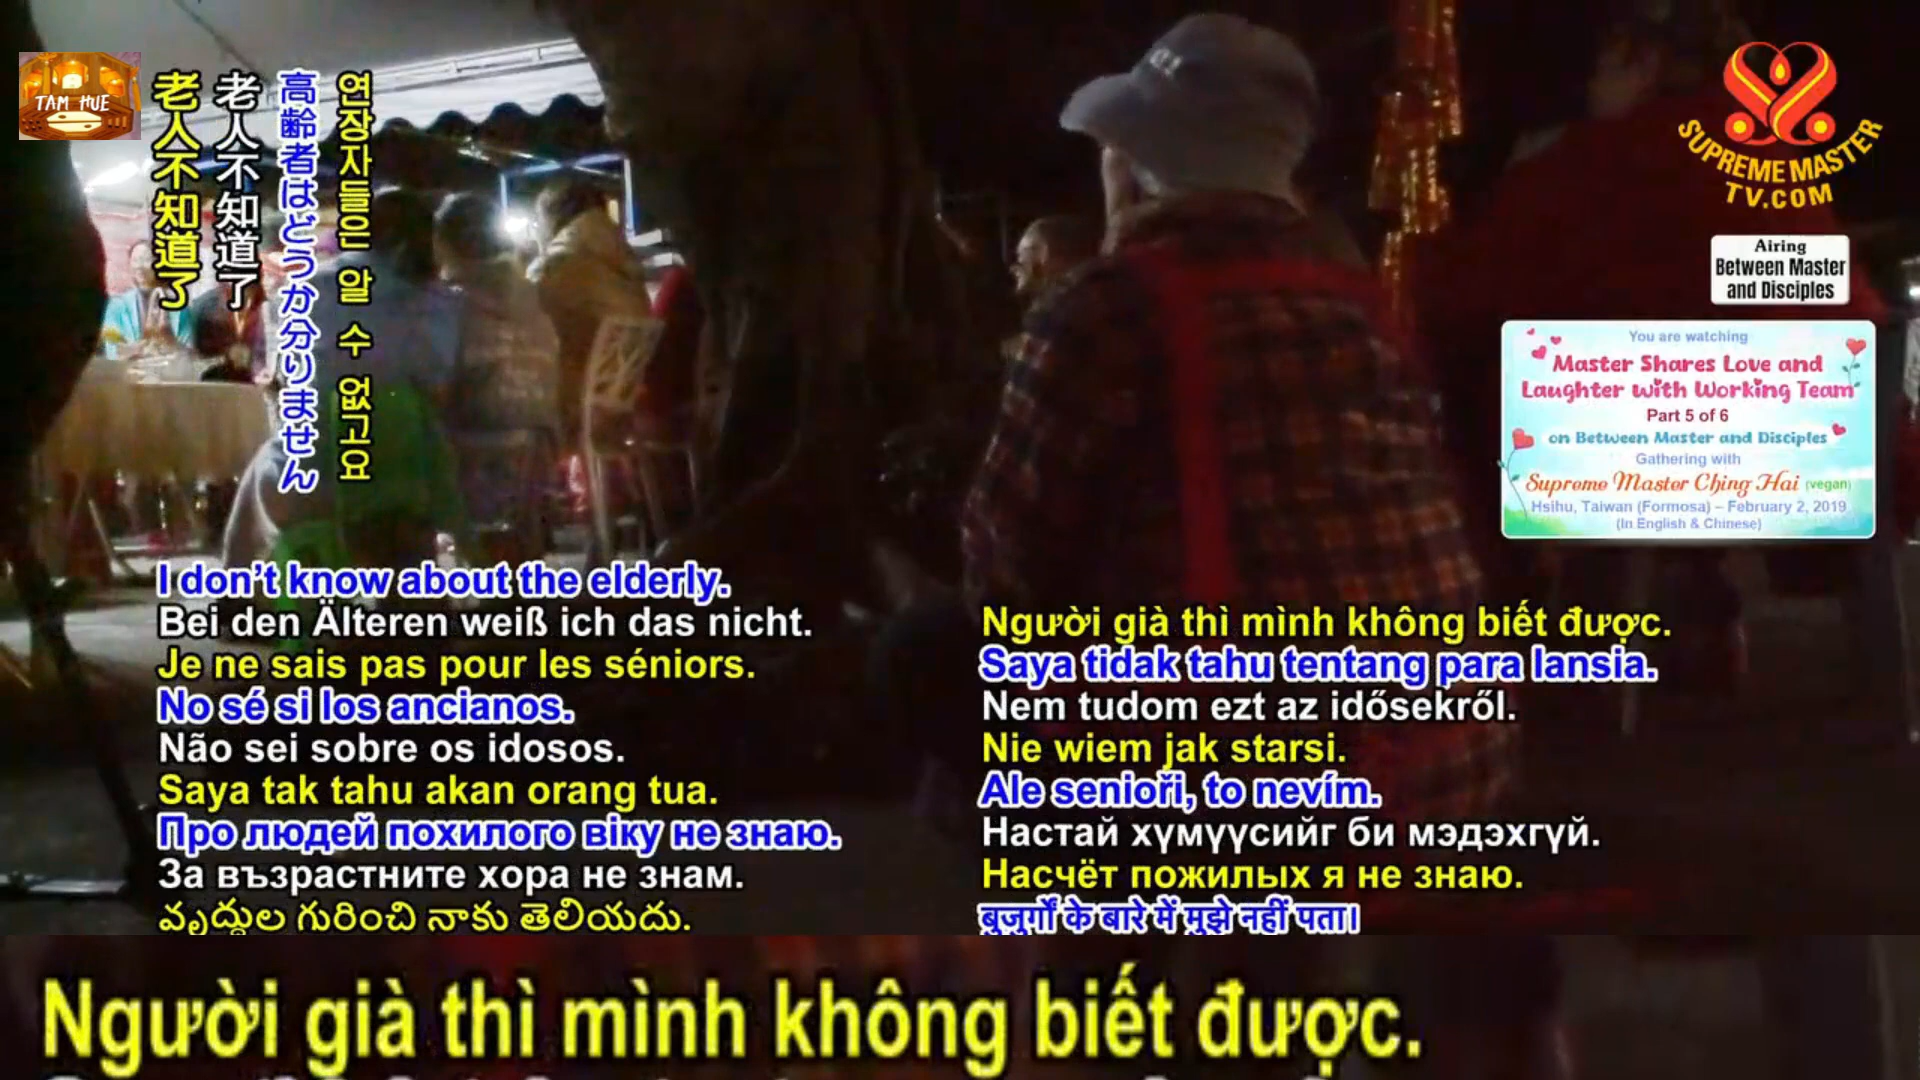 TAM HUE
老人不知道了
老人不知道了
高齢者はどうか分りません
연장자들은 알 수 없고요
SUPREME MASTER
TV.COM
Airing
Between Master
and Disciples
You are watching
Master Shares Love and
Laughter with Working Team
Part 5 of 6
on Between Master and Disciples
Gathering with
Supreme Master Ching Hai (vegan)
Hsihu, Taiwan (Formosa) – February 2, 2019
(In English & Chinese)
I don't know about the elderly.
Bei den Älteren weiß ich das nicht.
Je ne sais pas pour les séniors.
No sé si los ancianos.
Não sei sobre os idosos.
Saya tak tahu akan orang tua.
Про людей похилого віку не знаю.
За възрастните хора не знам.
వృద్ధుల గురించి నాకు తెలియదు.
Người già thì mình không biết được.
Saya tidak tahu tentang para lansia.
Nem tudom ezt az idősekről.
Nie wiem jak starsi.
Ale senioři, to nevím.
Настай хүмүүсийг би мэдэхгүй.
Насчёт пожилых я не знаю.
बुजुर्गों के बारे में मुझे नहीं पता।
Người già thì mình không biết được.